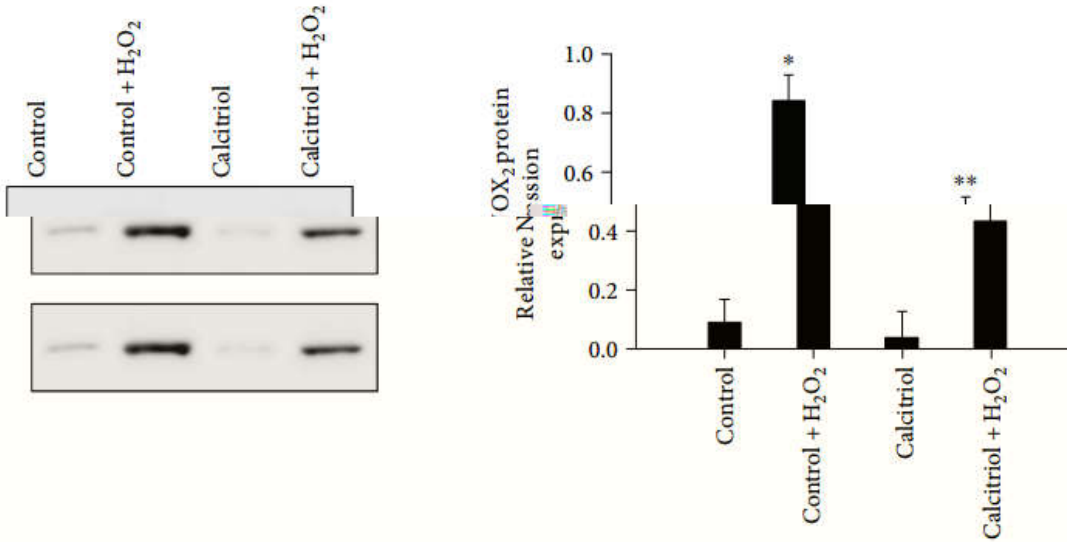 Control
Control + H₂O₂
Calcitriol
Calcitriol + H₂O₂
Relative N
OX₂ protein
ssion
exp
1.0
0.8
0.6
0.4
0.2
0.0
*
**
Control
Control + H₂O₂
Calcitriol
Calcitriol + H₂O₂